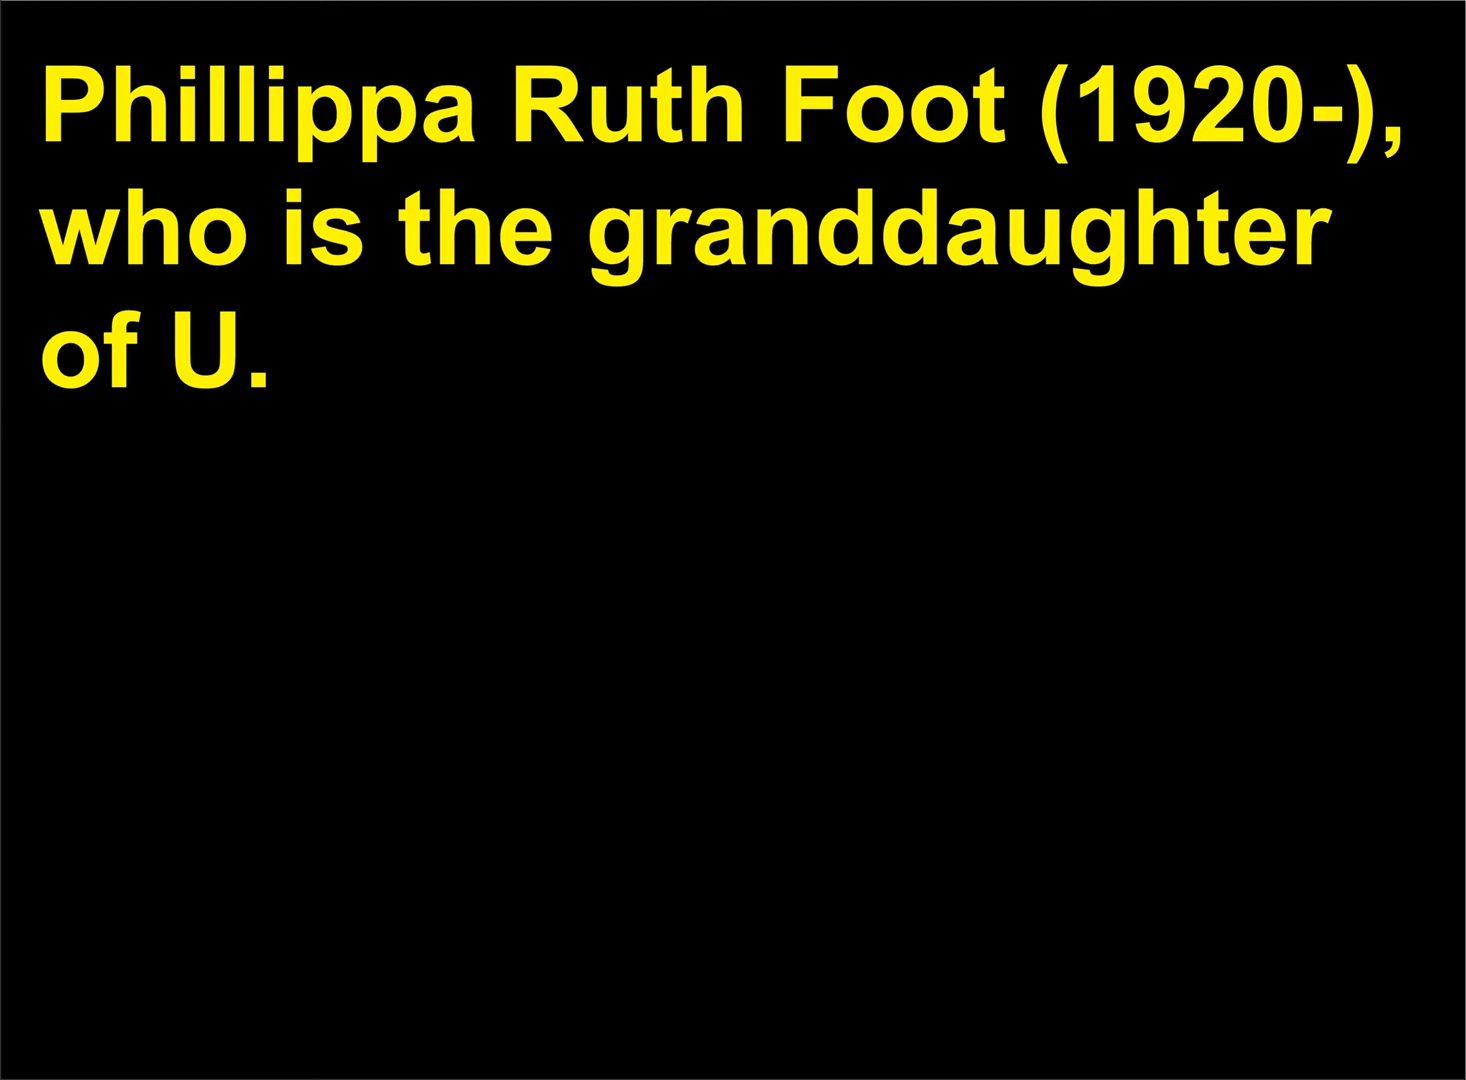 Phillippa Ruth Foot (1920-),
who is the granddaughter
of U.